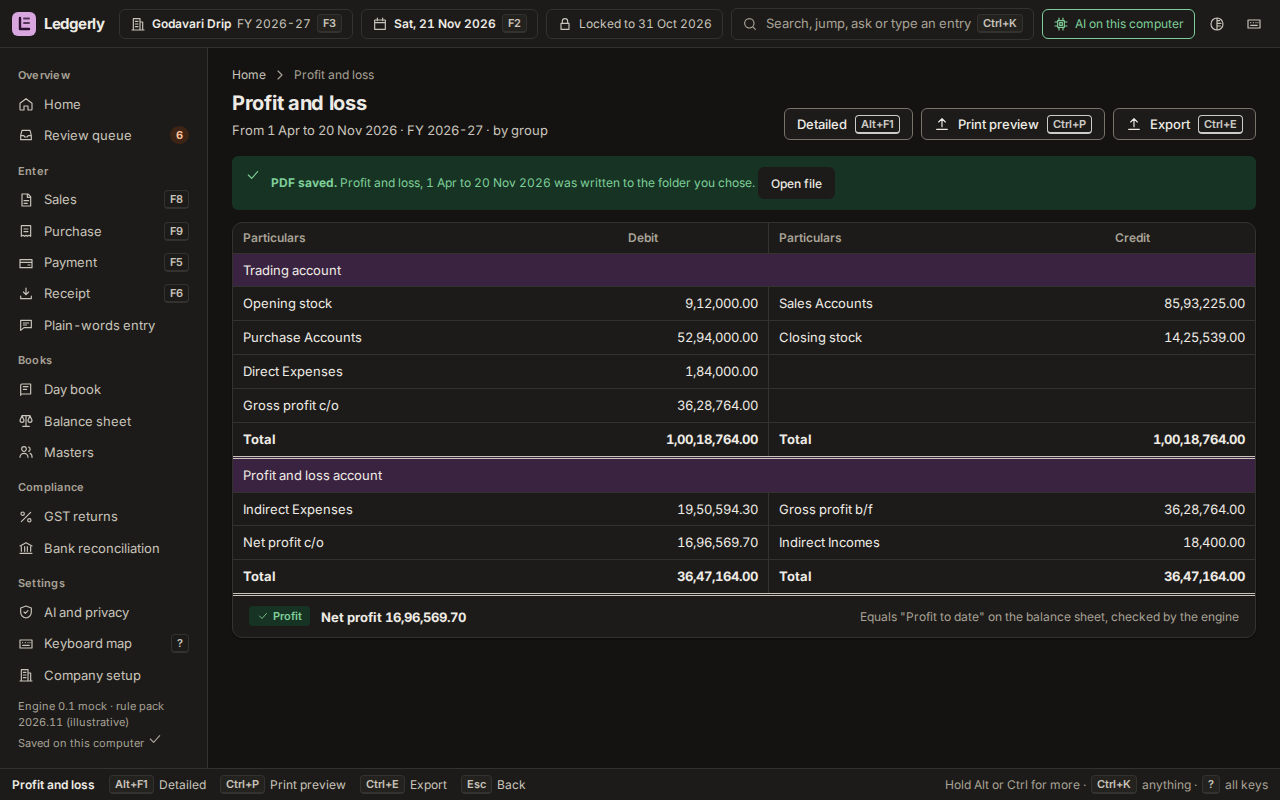 Ledgerly
Godavari Drip FY 2026-27 F3
Sat, 21 Nov 2026 F2
Locked to 31 Oct 2026
Search, jump, ask or type an entry Ctrl+K
AI on this computer
Overview
Home
Review queue 6
Enter
Sales F8
Purchase F9
Payment F5
Receipt F6
Plain-words entry
Books
Day book
Balance sheet
Masters
Compliance
GST returns
Bank reconciliation
Settings
AI and privacy
Keyboard map ?
Company setup
Engine 0.1 mock · rule pack
2026.11 (illustrative)
Saved on this computer
Home Profit and loss
Profit and loss
From 1 Apr to 20 Nov 2026 · FY 2026-27 · by group
Detailed Alt+F1
Print preview Ctrl+P
Export Ctrl+E
PDF saved. Profit and loss, 1 Apr to 20 Nov 2026 was written to the folder you chose. Open file
Particulars Debit Particulars Credit
Trading account
Opening stock 9,12,000.00 Sales Accounts 85,93,225.00
Purchase Accounts 52,94,000.00 Closing stock 14,25,539.00
Direct Expenses 1,84,000.00
Gross profit c/o 36,28,764.00
Total 1,00,18,764.00 Total 1,00,18,764.00
Profit and loss account
Indirect Expenses 19,50,594.30 Gross profit b/f 36,28,764.00
Net profit c/o 16,96,569.70 Indirect Incomes 18,400.00
Total 36,47,164.00 Total 36,47,164.00
Profit Net profit 16,96,569.70 Equals "Profit to date" on the balance sheet, checked by the engine
Profit and loss Alt+F1 Detailed Ctrl+P Print preview Ctrl+E Export Esc Back Hold Alt or Ctrl for more · Ctrl+K anything · ? all keys